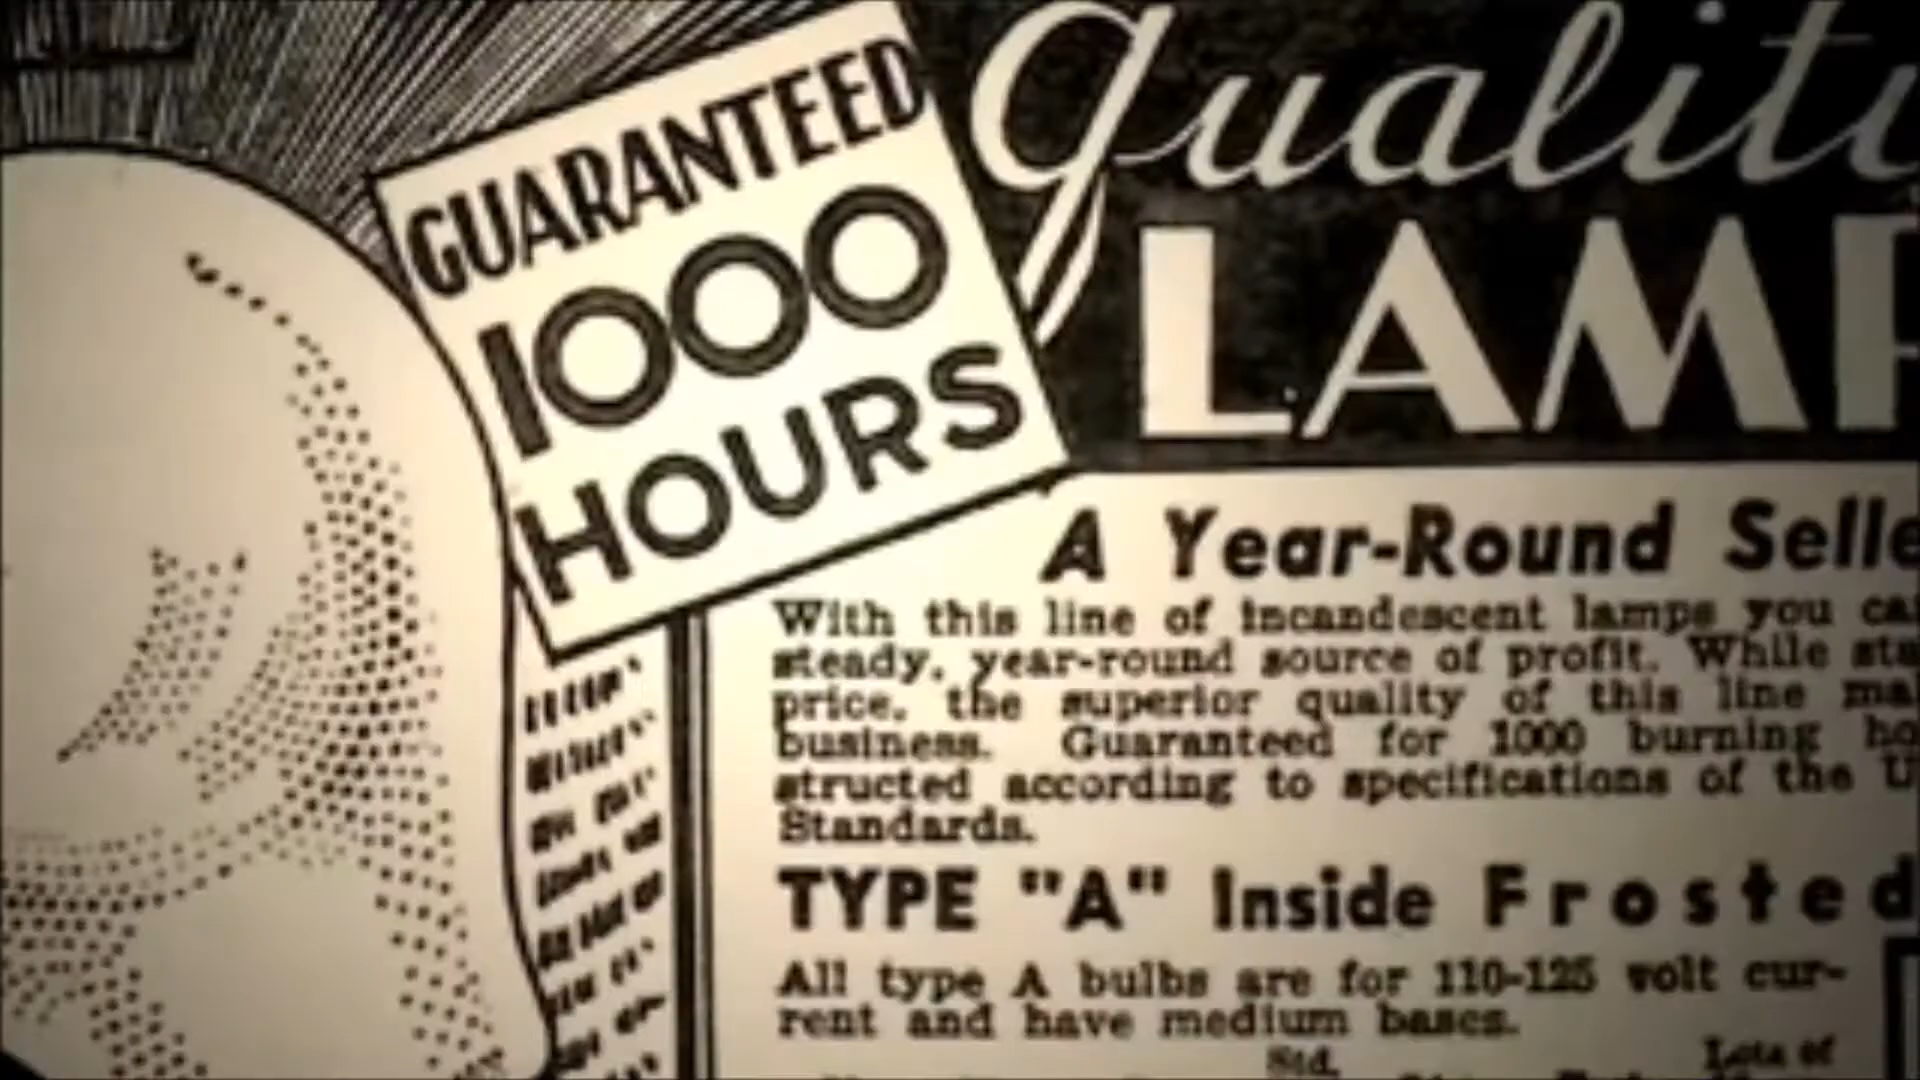 GUARANTEED
1000
HOURS
Quality
LAMP
A Year-Round Selle
With this line of incandescent lamps you ca
steady, year-round source of profit. While sta
price, the superior quality of this line ma
business. Guaranteed for 1000 burning ho
structed according to specifications of the U
Standards.
TYPE "A" Inside Frosted
All type A bulbs are for 110-125 volt cur-
rent and have medium bases.
Std.
Lots of